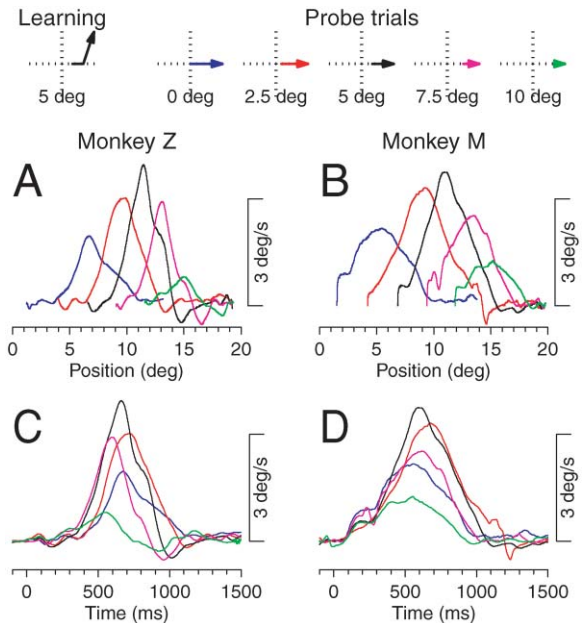 Learning Probe trials
5 deg 0 deg 2.5 deg 5 deg 7.5 deg 10 deg
Monkey Z Monkey M
A B
3 deg/s 3 deg/s
0 5 10 15 20 0 5 10 15 20
Position (deg) Position (deg)
C D
3 deg/s 3 deg/s
0 500 1000 1500 0 500 1000 1500
Time (ms) Time (ms)